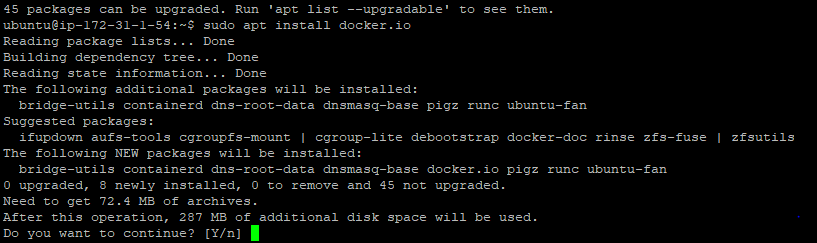 45 packages can be upgraded. Run 'apt list --upgradable' to see them.
ubuntu@ip-172-31-1-54:~$ sudo apt install docker.io
Reading package lists... Done
Building dependency tree... Done
Reading state information... Done
The following additional packages will be installed:
  bridge-utils containerd dns-root-data dnsmasq-base pigz runc ubuntu-fan
Suggested packages:
  ifupdown aufs-tools cgroupfs-mount | cgroup-lite debootstrap docker-doc rinse zfs-fuse | zfsutils
The following NEW packages will be installed:
  bridge-utils containerd dns-root-data dnsmasq-base docker.io pigz runc ubuntu-fan
0 upgraded, 8 newly installed, 0 to remove and 45 not upgraded.
Need to get 72.4 MB of archives.
After this operation, 287 MB of additional disk space will be used.
Do you want to continue? [Y/n]